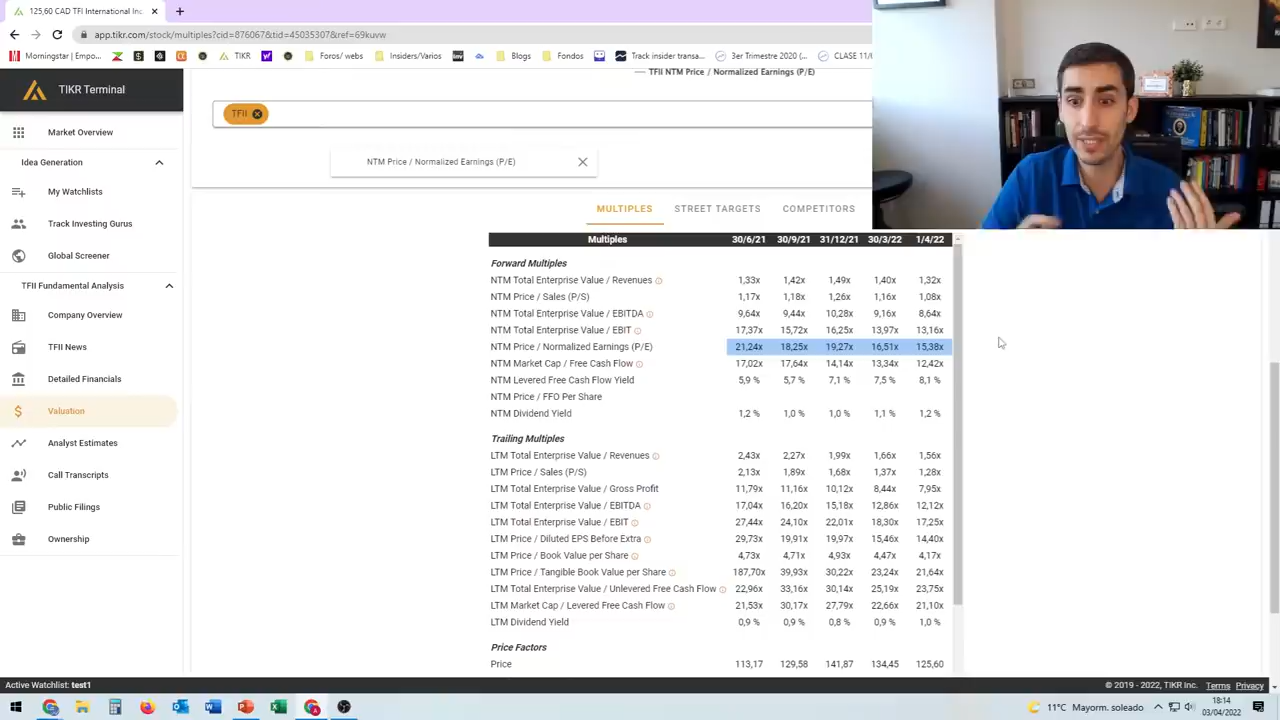 125,60 CAD TFI International Inc.
app.tikr.com/stock/multiples?cid=876067&tid=45035307&ref=69kuvw
Morningstar | Empo... TIKR Foros/ webs Insiders/Varios Blogs Fondos Track insider transa... 3er Trimestre 2020 (... CLASE 11/
TIKR Terminal
TFII NTM Price / Normalized Earnings (P/E)
TFII
NTM Price / Normalized Earnings (P/E)
Market Overview
Idea Generation
My Watchlists
Track Investing Gurus
Global Screener
TFII Fundamental Analysis
Company Overview
TFII News
Detailed Financials
Valuation
Analyst Estimates
Call Transcripts
Public Filings
Ownership
MULTIPLES STREET TARGETS COMPETITORS
Multiples 30/6/21 30/9/21 31/12/21 30/3/22 1/4/22
Forward Multiples
NTM Total Enterprise Value / Revenues 1,33x 1,42x 1,49x 1,40x 1,32x
NTM Price / Sales (P/S) 1,17x 1,18x 1,26x 1,16x 1,08x
NTM Total Enterprise Value / EBITDA 9,64x 9,44x 10,28x 9,16x 8,64x
NTM Total Enterprise Value / EBIT 17,37x 15,72x 16,25x 13,97x 13,16x
NTM Price / Normalized Earnings (P/E) 21,24x 18,25x 19,27x 16,51x 15,38x
NTM Market Cap / Free Cash Flow 17,02x 17,64x 14,14x 13,34x 12,42x
NTM Levered Free Cash Flow Yield 5,9 % 5,7 % 7,1 % 7,5 % 8,1 %
NTM Price / FFO Per Share
NTM Dividend Yield 1,2 % 1,0 % 1,0 % 1,1 % 1,2 %
Trailing Multiples
LTM Total Enterprise Value / Revenues 2,43x 2,27x 1,99x 1,66x 1,56x
LTM Price / Sales (P/S) 2,13x 1,89x 1,68x 1,37x 1,28x
LTM Total Enterprise Value / Gross Profit 11,79x 11,16x 10,12x 8,44x 7,95x
LTM Total Enterprise Value / EBITDA 17,04x 16,20x 15,18x 12,86x 12,12x
LTM Total Enterprise Value / EBIT 27,44x 24,10x 22,01x 18,30x 17,25x
LTM Price / Diluted EPS Before Extra 29,73x 19,91x 19,97x 15,46x 14,40x
LTM Price / Book Value per Share 4,73x 4,71x 4,93x 4,47x 4,17x
LTM Price / Tangible Book Value per Share 187,70x 39,93x 30,22x 23,24x 21,64x
LTM Total Enterprise Value / Unlevered Free Cash Flow 22,96x 33,16x 30,14x 25,19x 23,75x
LTM Market Cap / Levered Free Cash Flow 21,53x 30,17x 27,79x 22,66x 21,10x
LTM Dividend Yield 0,9 % 0,9 % 0,8 % 0,9 % 1,0 %
Price Factors
Price 113,17 129,58 141,87 134,45 125,60
Active Watchlist: test1
© 2019 - 2022, TIKR Inc. Terms Privacy
11°C Mayorm. soleado
18:14
03/04/2022